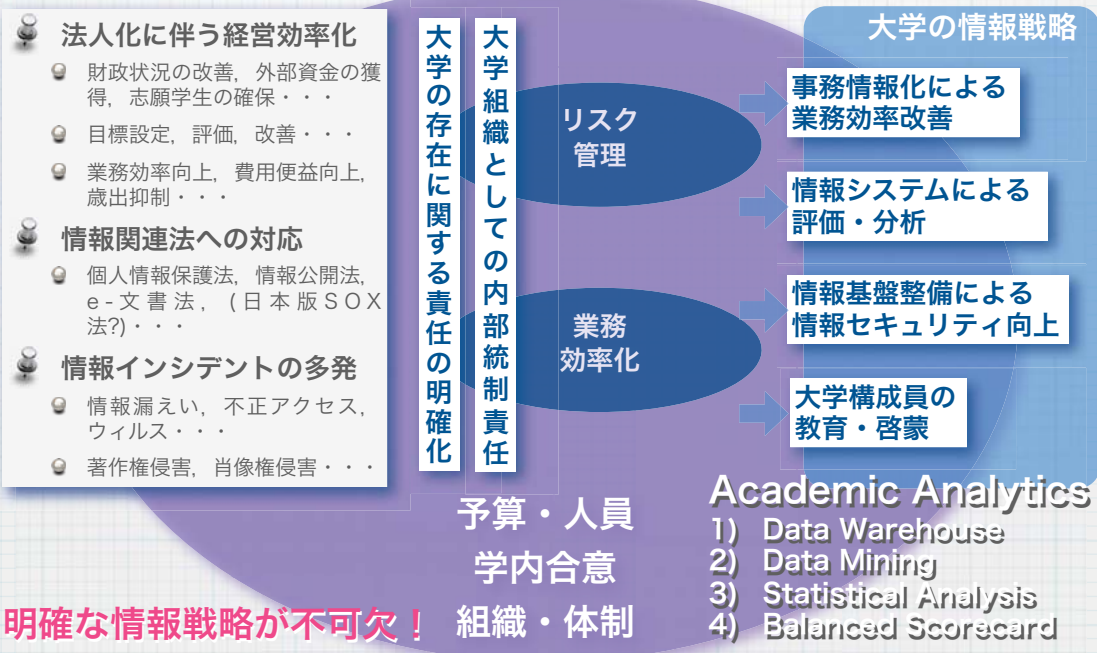 法人化に伴う経営効率化
財政状況の改善，外部資金の獲
得，志願学生の確保・・・
目標設定，評価，改善・・・
業務効率向上，費用便益向上，
歳出抑制・・・
情報関連法への対応
個人情報保護法，情報公開法，
e-文書法，(日本版SOX
法?)・・・
情報インシデントの多発
情報漏えい，不正アクセス，
ウィルス・・・
著作権侵害，肖像権侵害・・・
大学の存在に関する責任の明確化
大学組織としての内部統制責任
リスク
管理
業務
効率化
大学の情報戦略
事務情報化による
業務効率改善
情報システムによる
評価・分析
情報基盤整備による
情報セキュリティ向上
大学構成員の
教育・啓蒙
予算・人員
学内合意
組織・体制
明確な情報戦略が不可欠！
Academic Analytics
1) Data Warehouse
2) Data Mining
3) Statistical Analysis
4) Balanced Scorecard